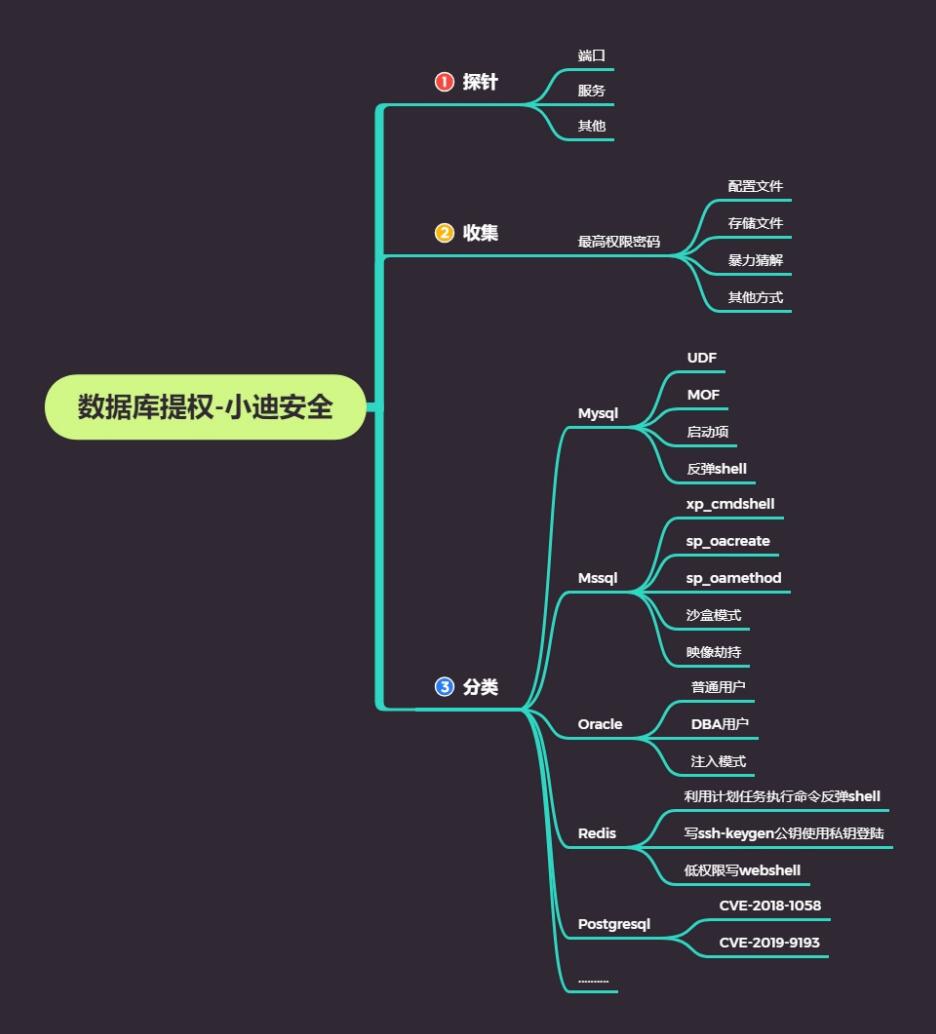 数据库提权-小迪安全
1 探针
端口
服务
其他
2 收集
最高权限密码
配置文件
存储文件
暴力猜解
其他方式
3 分类
Mysql
UDF
MOF
启动项
反弹shell
Mssql
xp_cmdshell
sp_oacreate
sp_oamethod
沙盒模式
映像劫持
Oracle
普通用户
DBA用户
注入模式
Redis
利用计划任务执行命令反弹shell
写ssh-keygen公钥使用私钥登陆
低权限写webshell
Postgresql
CVE-2018-1058
CVE-2019-9193
..........